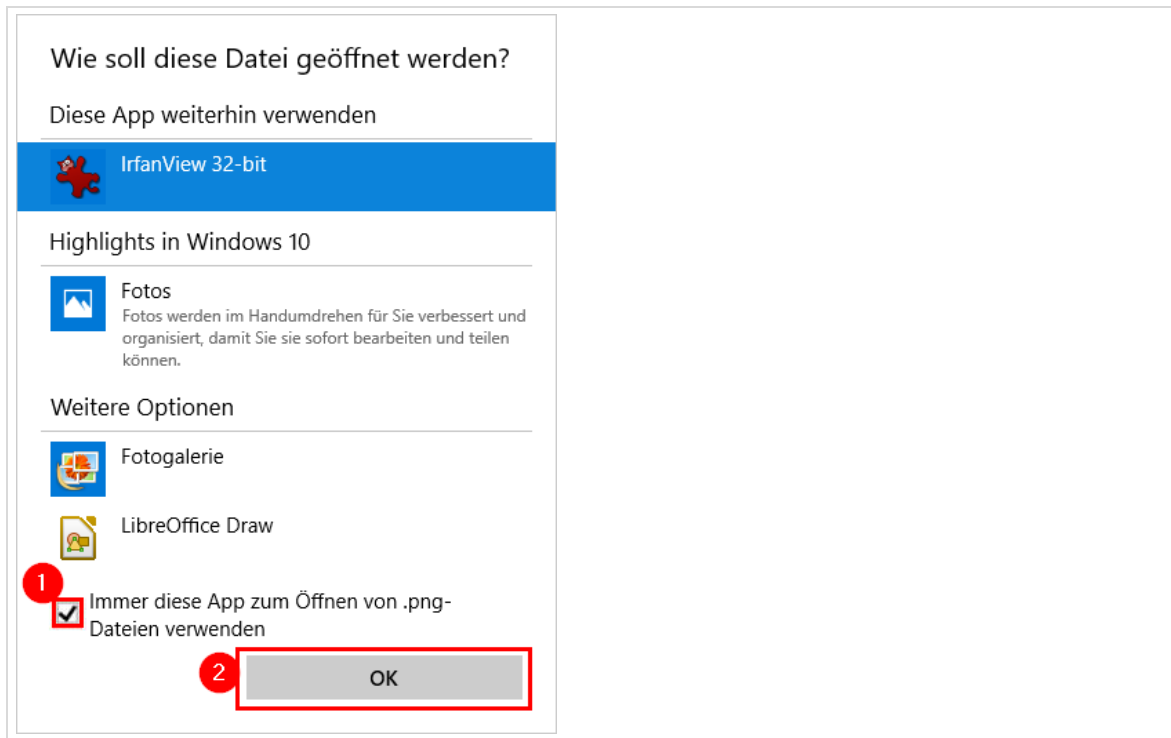 Wie soll diese Datei geöffnet werden?
Diese App weiterhin verwenden
IrfanView 32-bit
Highlights in Windows 10
Fotos
Fotos werden im Handumdrehen für Sie verbessert und
organisiert, damit Sie sie sofort bearbeiten und teilen
können.
Weitere Optionen
Fotogalerie
LibreOffice Draw
1
Immer diese App zum Öffnen von .png-
Dateien verwenden
2
OK